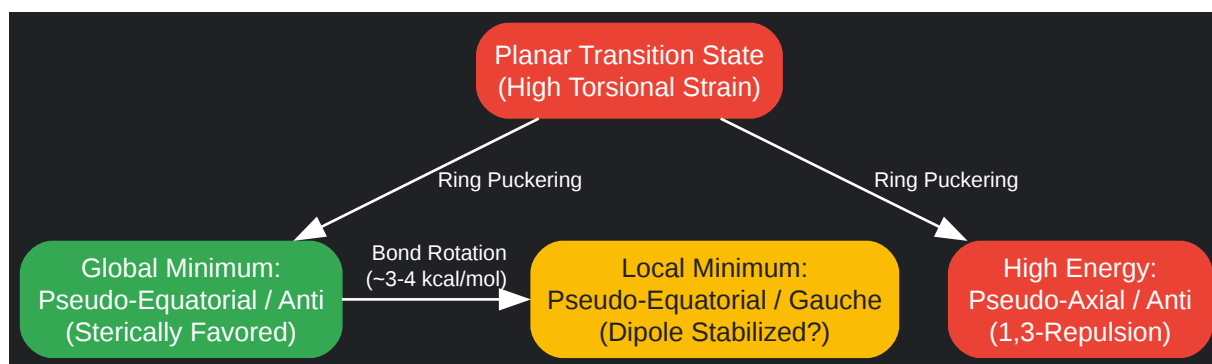 Planar Transition State
(High Torsional Strain)
Ring Puckering
Ring Puckering
Bond Rotation
(~3-4 kcal/mol)
Global Minimum:
Pseudo-Equatorial / Anti
(Sterically Favored)
Local Minimum:
Pseudo-Equatorial / Gauche
(Dipole Stabilized?)
High Energy:
Pseudo-Axial / Anti
(1,3-Repulsion)